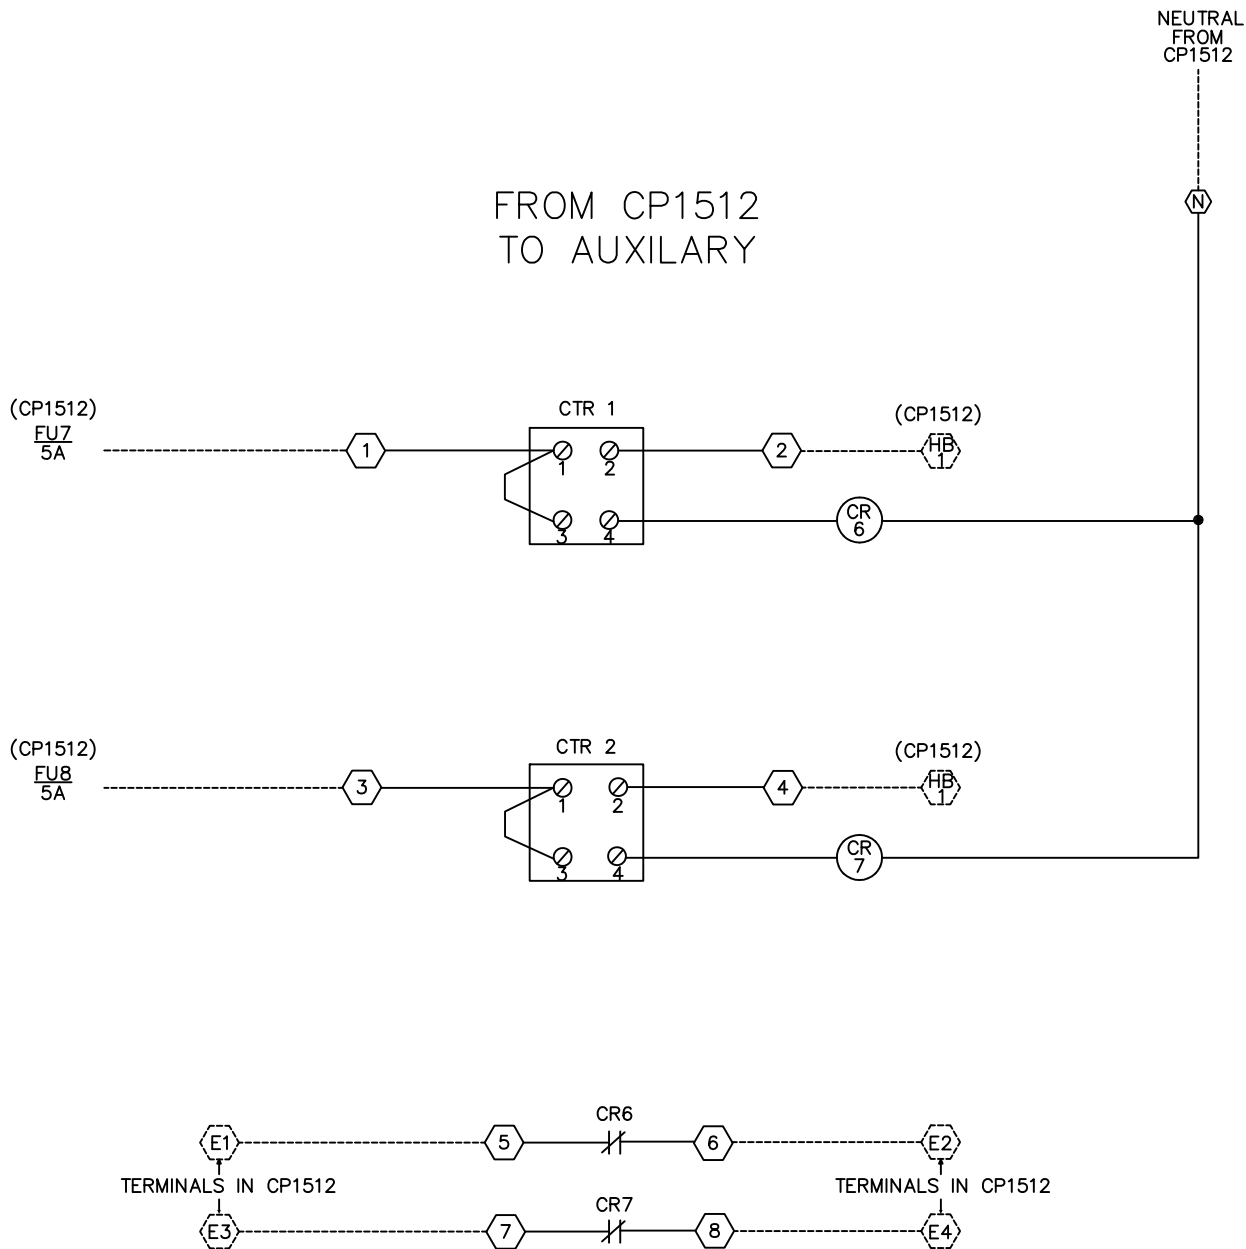 NEUTRAL
FROM
CP1512
N
FROM CP1512
TO AUXILARY
(CP1512)
FU7
5A
1
CTR 1
1 2
3 4
2
(CP1512)
HB
1
CR
6
(CP1512)
FU8
5A
3
CTR 2
1 2
3 4
4
(CP1512)
HB
1
CR
7
E1
5
CR6
6
E2
TERMINALS IN CP1512
TERMINALS IN CP1512
E3
7
CR7
8
E4